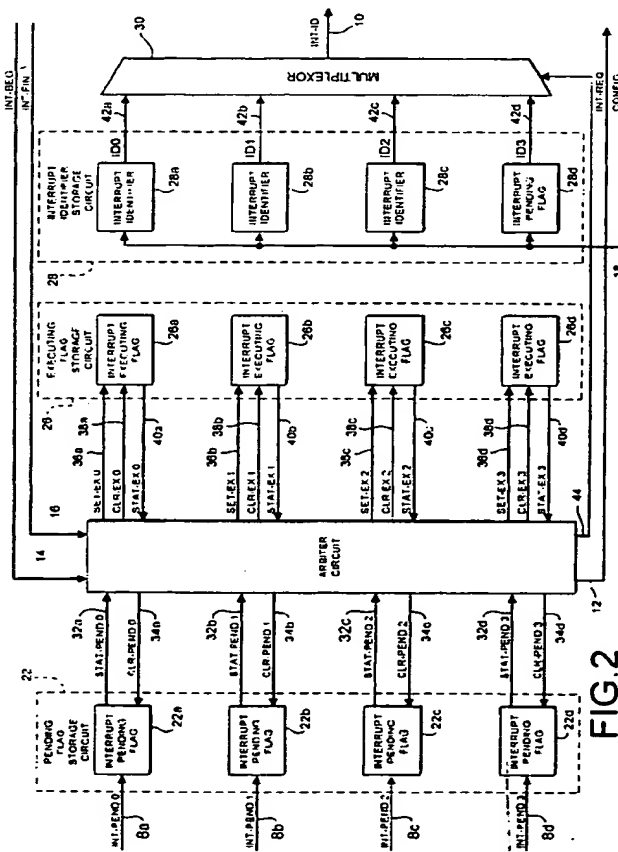 INT-BEG
INT-FIN
INT-ID
10
30
MULTIPLEXOR
INT-REQ
CONFIG
INTERRUPT
IDENTIFIER
STORAGE
CIRCUIT
28
ID0
42a
INTERRUPT
IDENTIFIER
28a
ID1
42b
INTERRUPT
IDENTIFIER
28b
ID2
42c
INTERRUPT
IDENTIFIER
28c
ID3
42d
INTERRUPT
PENDING
FLAG
28d
18
EXECUTING
FLAG
STORAGE
CIRCUIT
26
INTERRUPT
EXECUTING
FLAG
26a
INTERRUPT
EXECUTING
FLAG
26b
INTERRUPT
EXECUTING
FLAG
26c
INTERRUPT
EXECUTING
FLAG
26d
36a
SET-EX 0
38a
CLR-EX 0
STAT-EX 0
40a
36b
SET-EX 1
38b
CLR-EX 1
STAT-EX 1
40b
36c
SET-EX 2
38c
CLR-EX 2
STAT-EX 2
40c
36d
SET-EX 3
38d
CLR-EX 3
STAT-EX 3
40d
16
14
ARBITER
CIRCUIT
44
12
32a
STAT-PEND 0
CLR-PEND 0
34a
32b
STAT PEND 1
CLR-PEND 1
34b
32c
STAT-PEND 2
CLR-PEND 2
32d
STAT-PEND 3
CLR-PEND 3
34d
22
PENDING
FLAG
STORAGE
CIRCUIT
INTERRUPT
PENDING
FLAG
22a
INTERRUPT
PENDING
FLAG
22b
INTERRUPT
PENDING
FLAG
22c
INTERRUPT
PENDING
FLAG
22d
INT-PEND 0
8a
INT-PEND 1
8b
INT-PEND 2
8c
INT-PEND 3
8d
FIG.2